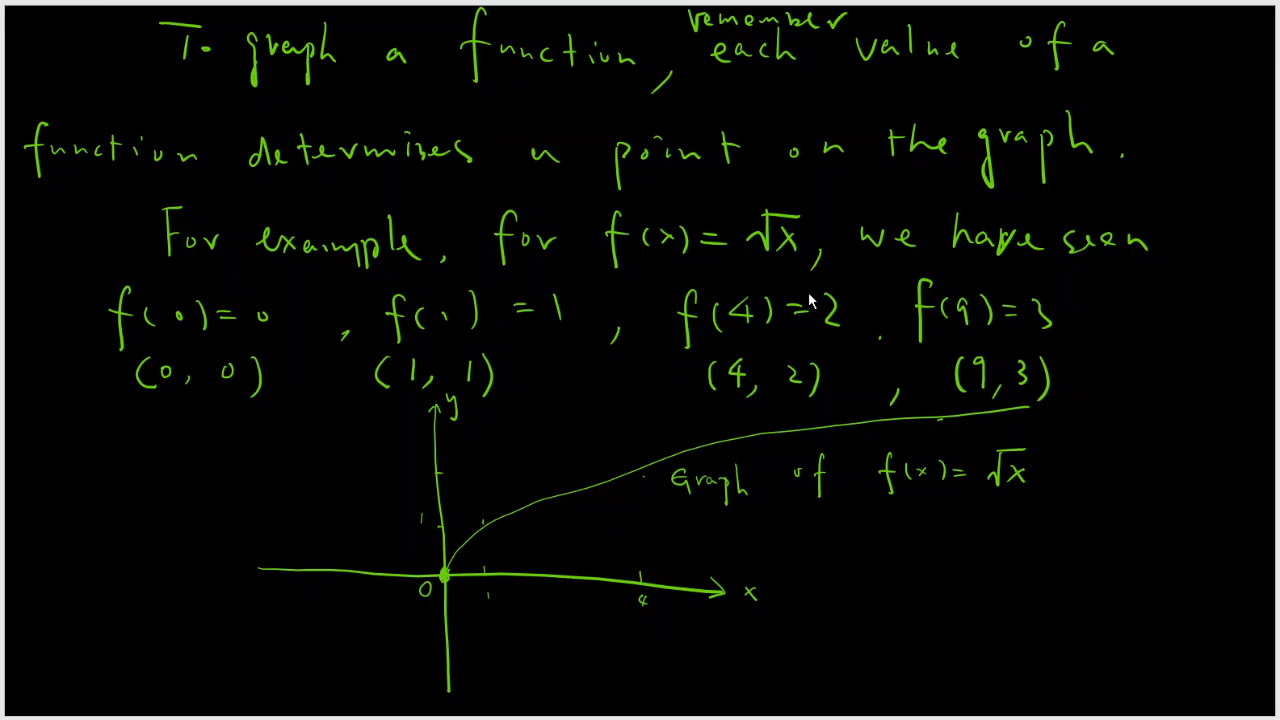 remember
To graph a function, each value of a
function determines a point on the graph.
For example, for f(x) = √x, we have seen
f(0) = 0, f(1) = 1, f(4) = 2, f(9) = 3
(0, 0) (1, 1) (4, 2), (9, 3)
y
Graph of f(x) = √x
1
0 1 4 x